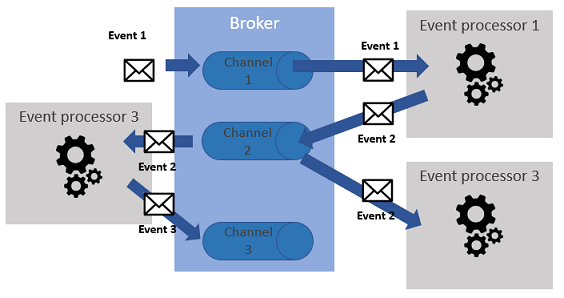 Broker
Event processor 1
Event 1
Event 1
Channel
1
Event processor 3
Event 2
Channel
2
Event 2
Event processor 3
Event 2
Event 3
Channel
3